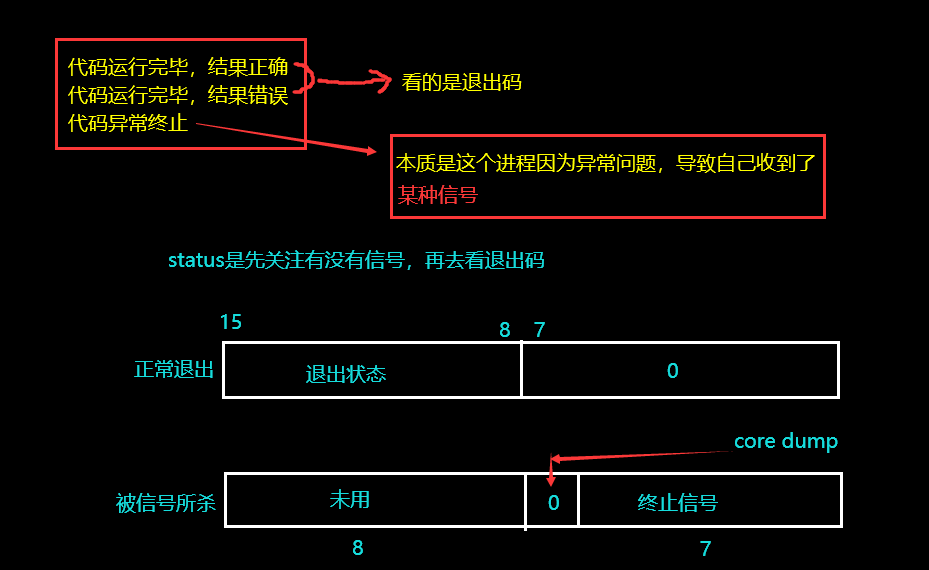 代码运行完毕，结果正确
代码运行完毕，结果错误
代码异常终止
看的是退出码
本质是这个进程因为异常问题，导致自己收到了
某种信号
status是先关注有没有信号，再去看退出码
15 8 7
正常退出 退出状态 0
core dump
被信号所杀 未用 0 终止信号
8 7